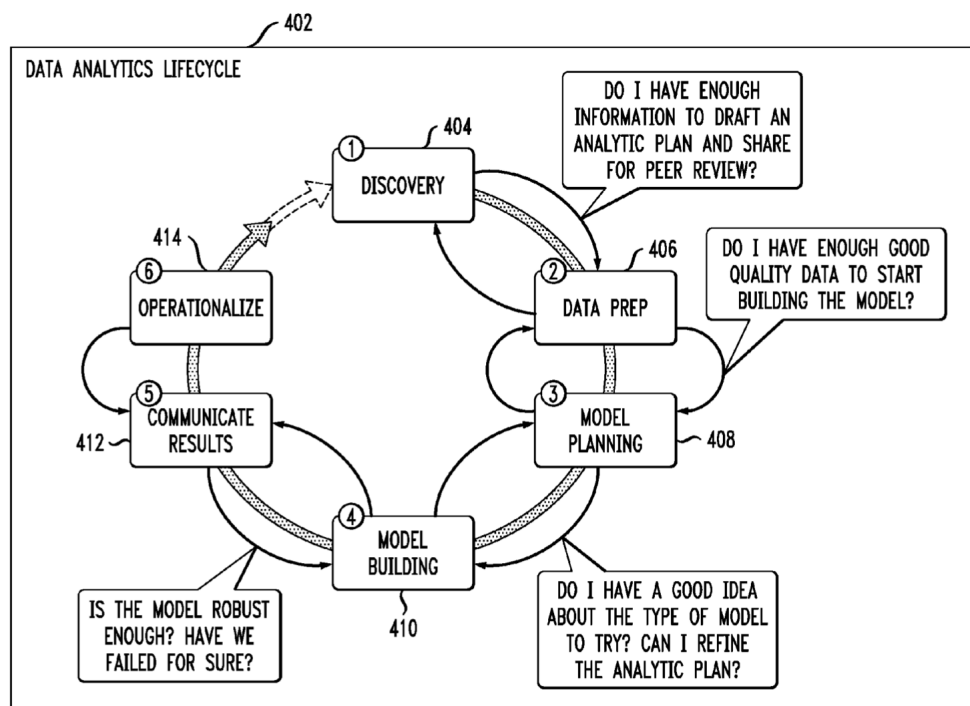 402
DATA ANALYTICS LIFECYCLE
DO I HAVE ENOUGH
INFORMATION TO DRAFT AN
ANALYTIC PLAN AND SHARE
FOR PEER REVIEW?
404
1
DISCOVERY
414
6
OPERATIONALIZE
406
2
DATA PREP
DO I HAVE ENOUGH GOOD
QUALITY DATA TO START
BUILDING THE MODEL?
5
COMMUNICATE
RESULTS
412
3
MODEL
PLANNING
408
4
MODEL
BUILDING
410
IS THE MODEL ROBUST
ENOUGH? HAVE WE
FAILED FOR SURE?
DO I HAVE A GOOD IDEA
ABOUT THE TYPE OF MODEL
TO TRY? CAN I REFINE
THE ANALYTIC PLAN?